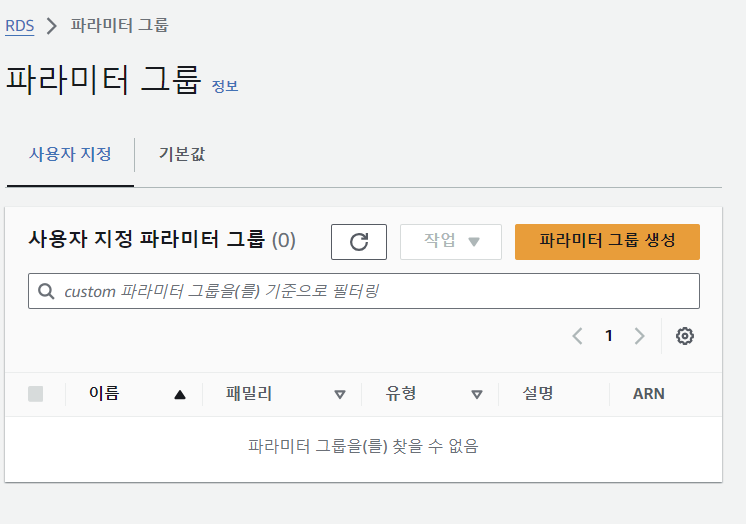 RDS > 파라미터 그룹
파라미터 그룹 정보
사용자 지정 기본값
사용자 지정 파라미터 그룹 (0) 작업 파라미터 그룹 생성
custom 파라미터 그룹을(를) 기준으로 필터링
1
이름 패밀리 유형 설명 ARN
파라미터 그룹을(를) 찾을 수 없음